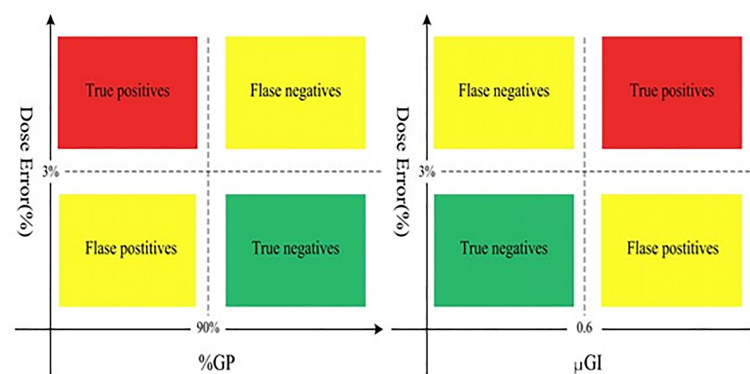 Dose Error(%)
True positives
Flase negatives
3%
Flase postitives
True negatives
90%
%GP
Dose Error(%)
Flase negatives
True positives
3%
True negatives
Flase postitives
0.6
μGI